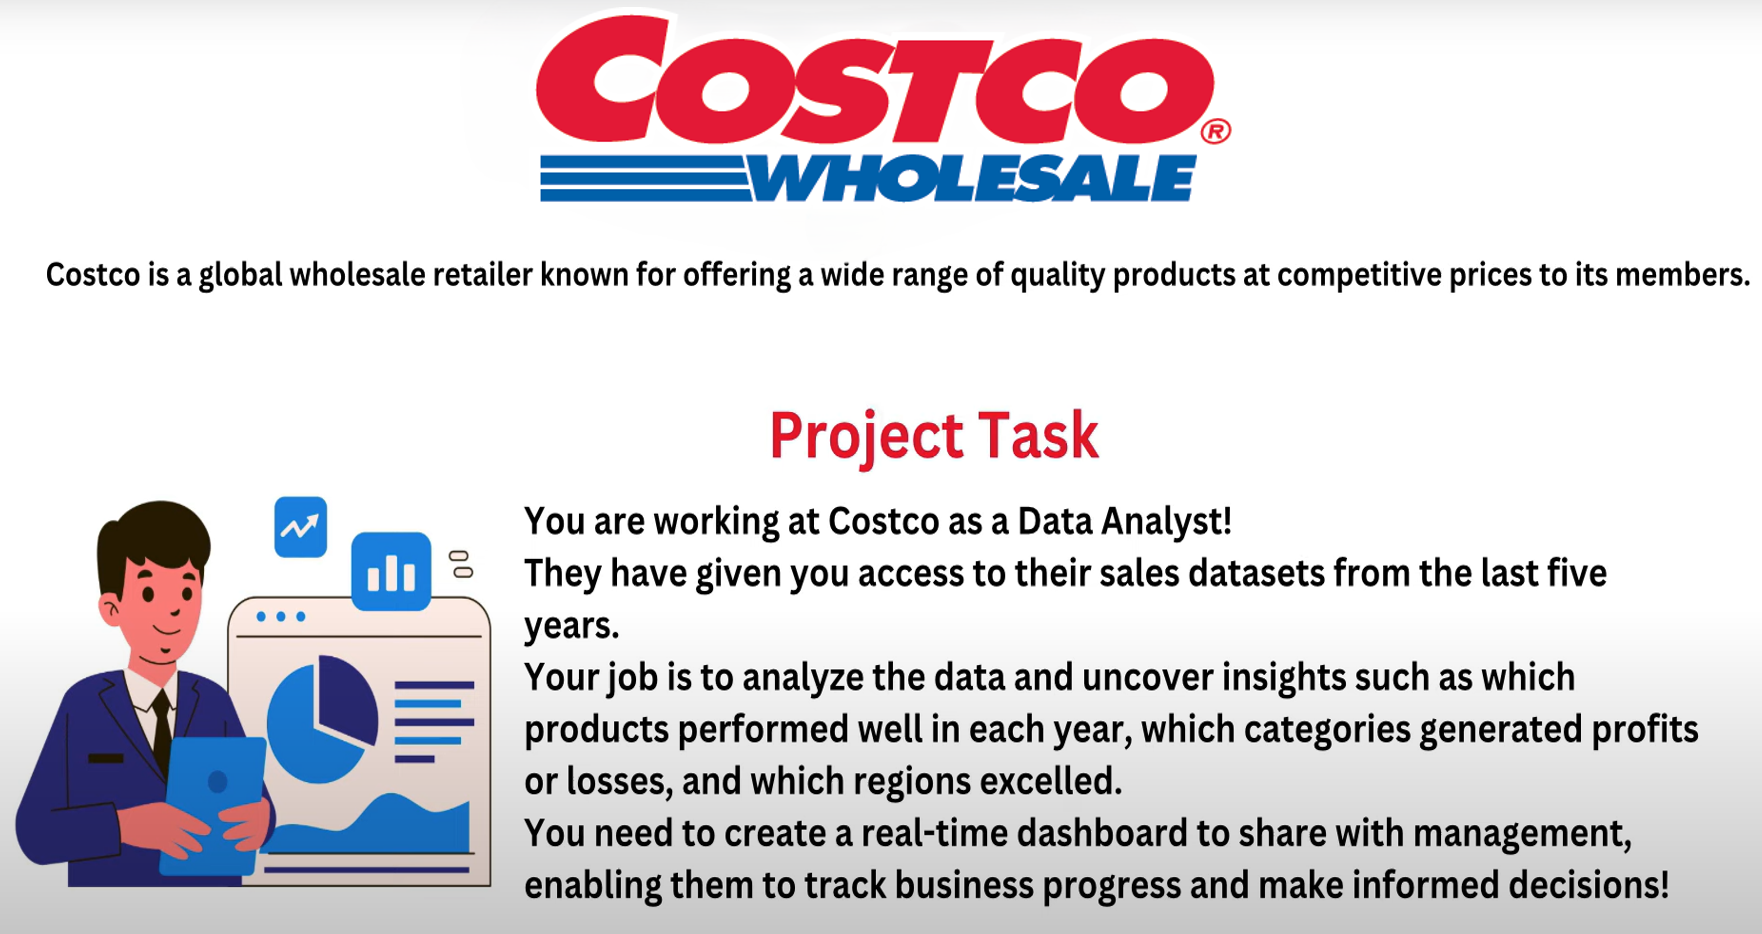 COSTCO
®
WHOLESALE
Costco is a global wholesale retailer known for offering a wide range of quality products at competitive prices to its members.
Project Task
You are working at Costco as a Data Analyst!
They have given you access to their sales datasets from the last five
years.
Your job is to analyze the data and uncover insights such as which
products performed well in each year, which categories generated profits
or losses, and which regions excelled.
You need to create a real-time dashboard to share with management,
enabling them to track business progress and make informed decisions!